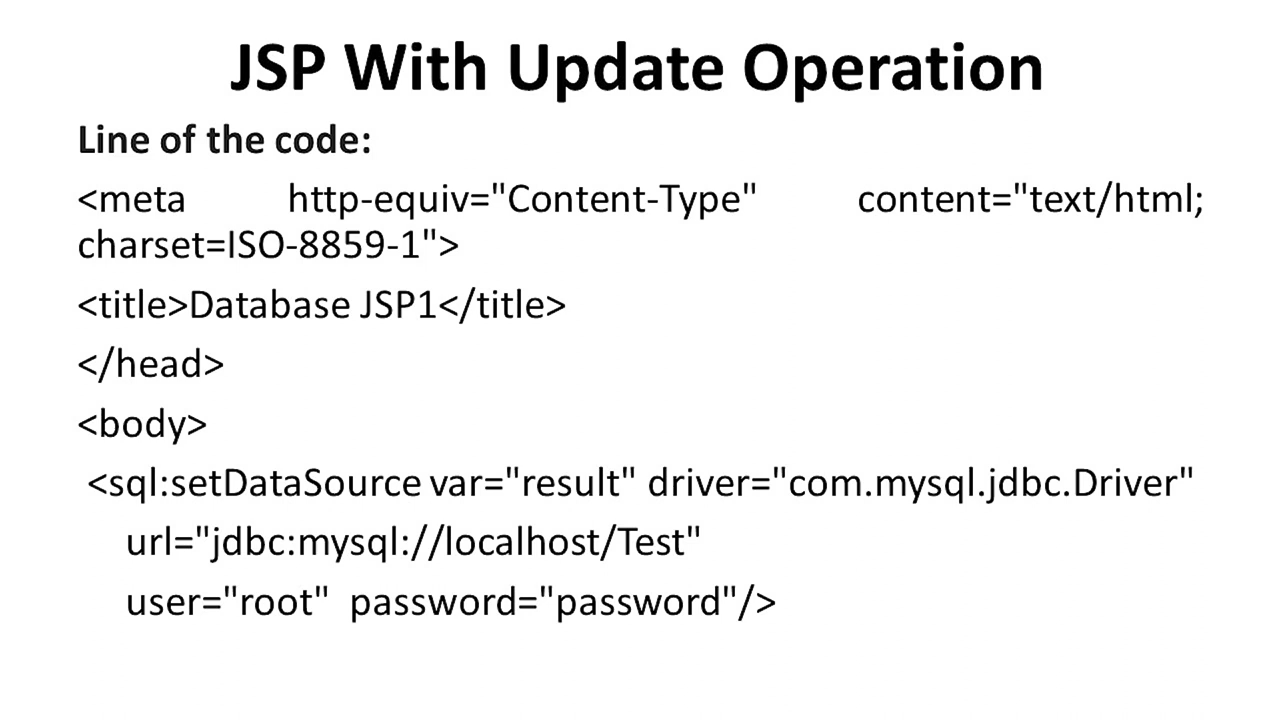 JSP With Update Operation
Line of the code:
<meta http-equiv="Content-Type" content="text/html;
charset=ISO-8859-1">
<title>Database JSP1</title>
</head>
<body>
<sql:setDataSource var="result" driver="com.mysql.jdbc.Driver"
url="jdbc:mysql://localhost/Test"
user="root" password="password"/>